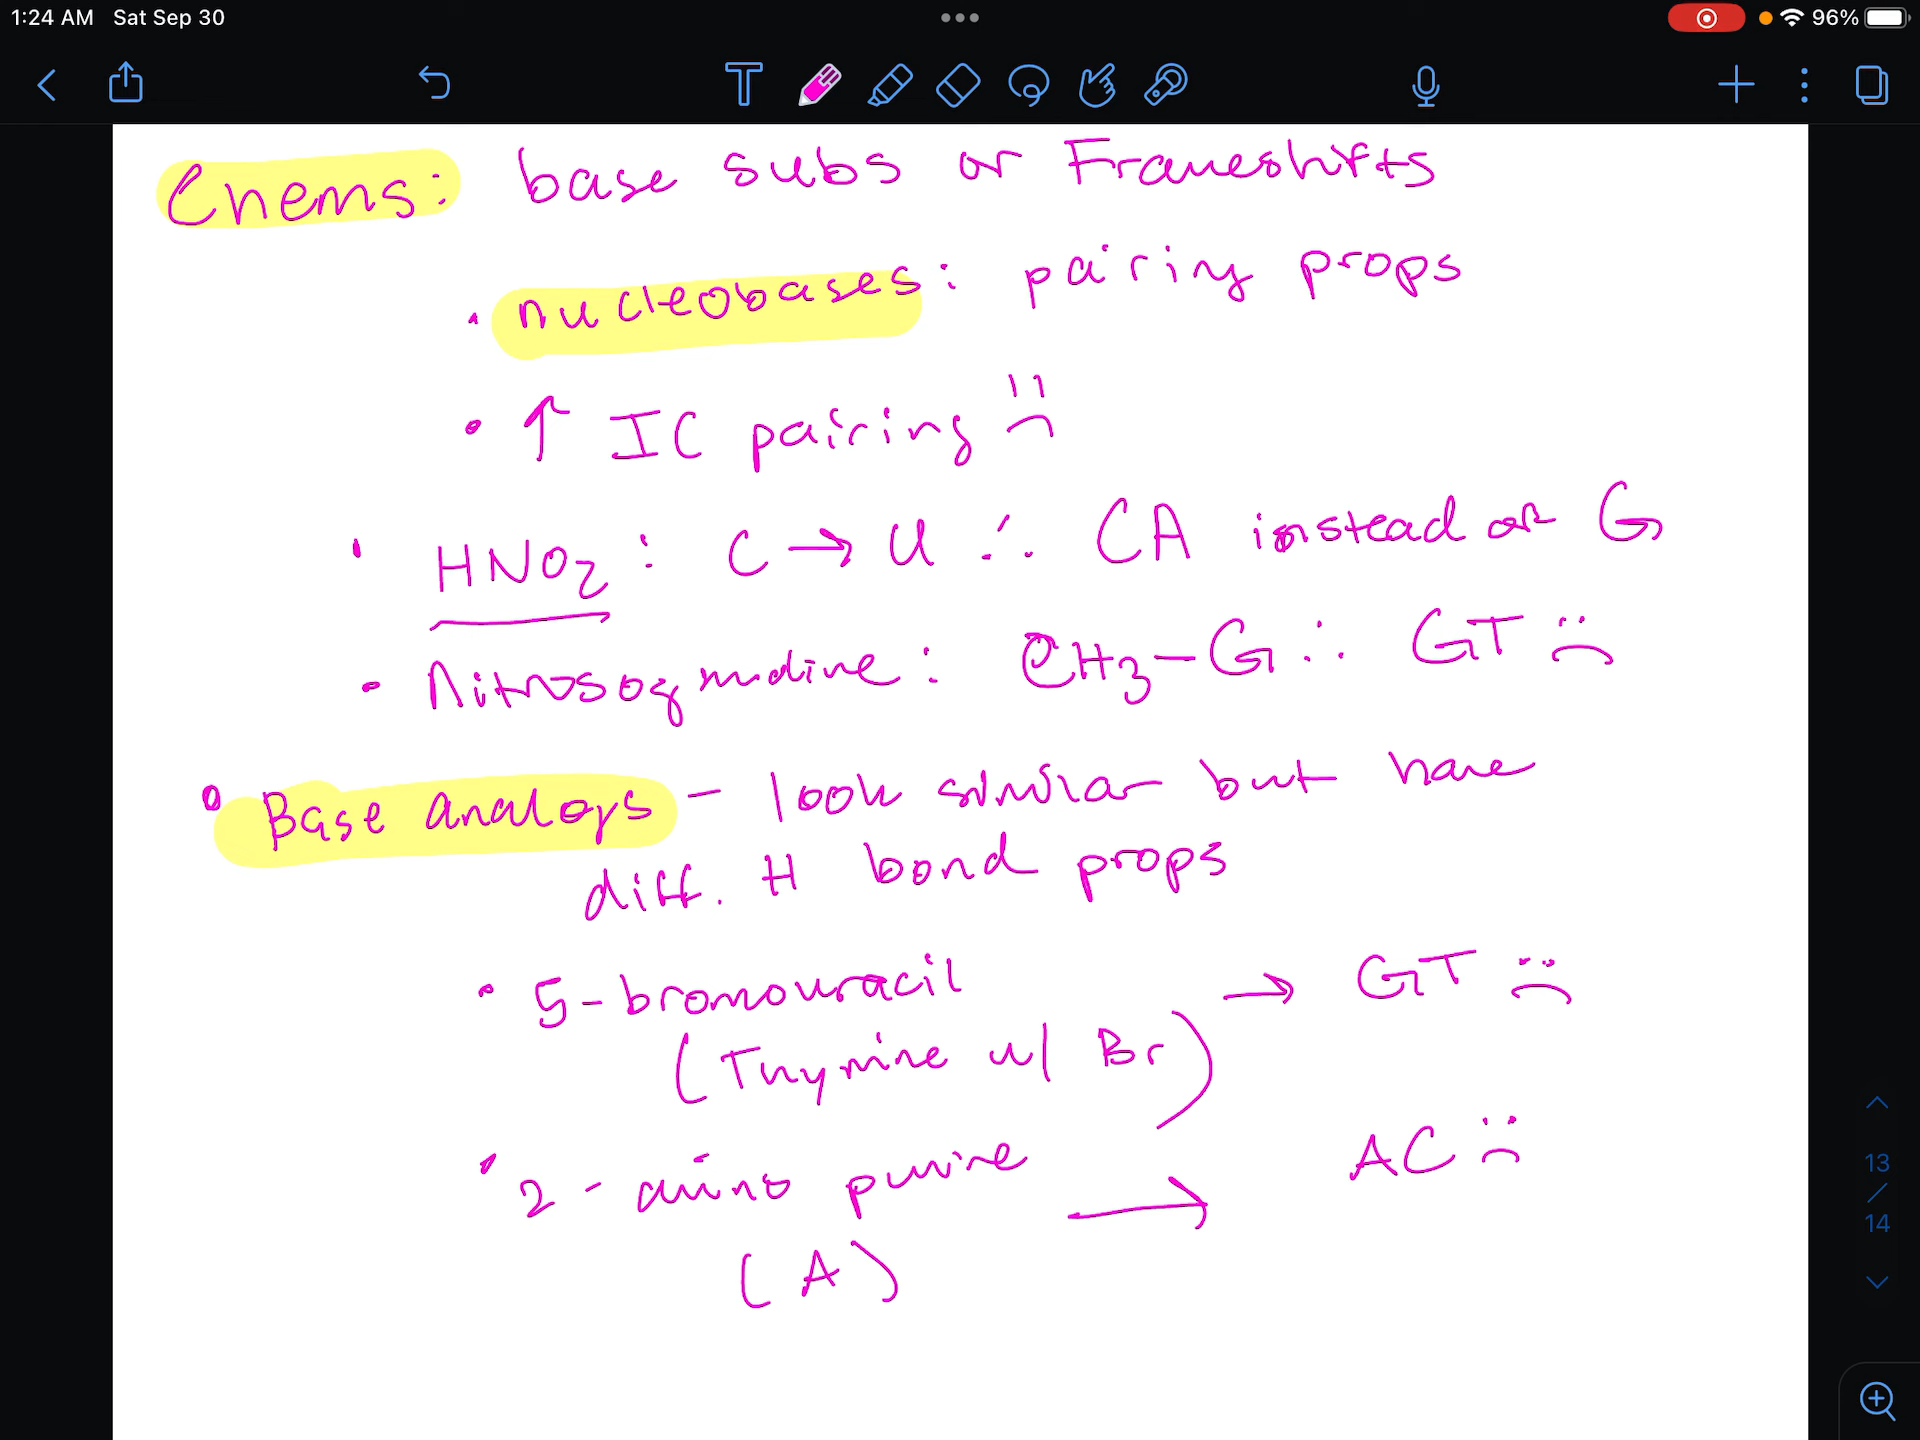 1:24 AM Sat Sep 30
96%
Chems: base subs or Frameshifts
• nucleobases: pairing props
• ↑ IC pairing :(
• HNO2: C → U ∴ CA instead of G
• Nitrosogunidine: CH3-G ∴ GT :(
• Base analogs - look similar but have
diff. H bond props
• 5-bromouracil → GT :(
(Thymine w/ Br)
• 2-amino purine → AC :(
(A)
13
/
14